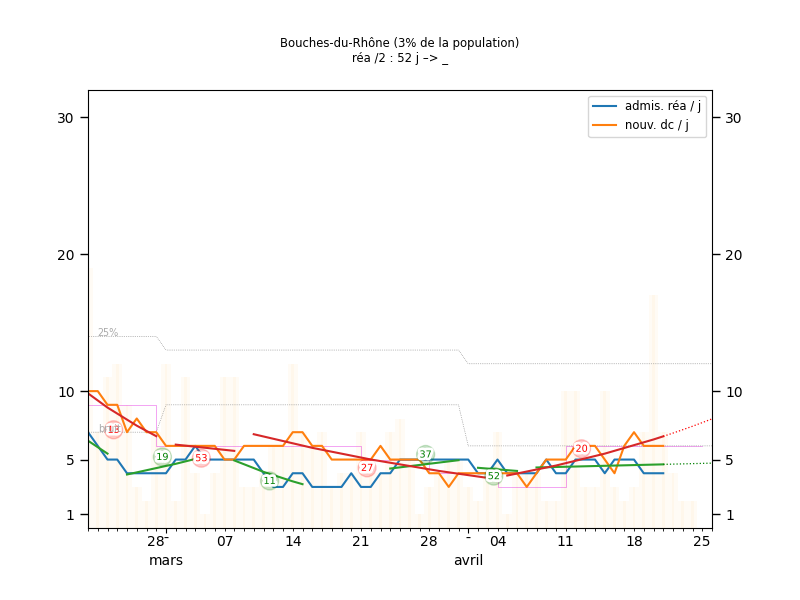 Bouches-du-Rhône (3% de la population)
réa /2 : 52 j –> _
admis. réa / j
nouv. dc / j
30 30
20 20
25%
10 10
13
19 53 11 27 37 52 20
5 5
1 1
28 - 07 14 21 28 - 04 11 18 25
mars avril